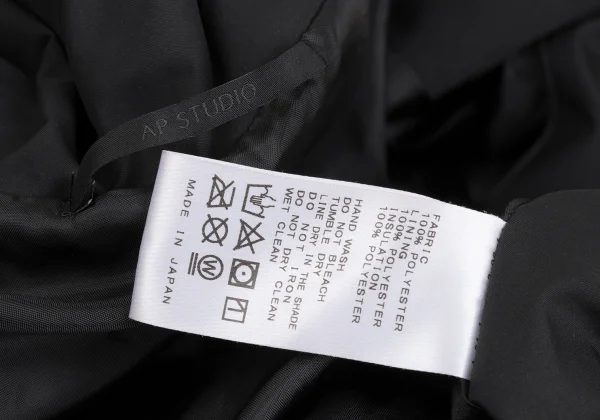 AP STUDIO
FABRIC
100% POLYESTER
LINING
100% POLYESTER
INSULATION
100% POLYESTER
HAND WASH
DO NOT BLEACH
TUMBLE DRY
LINE DRY IN THE SHADE
DO NOT IRON
DO NOT DRY CLEAN
WET CLEAN
W
MADE IN JAPAN